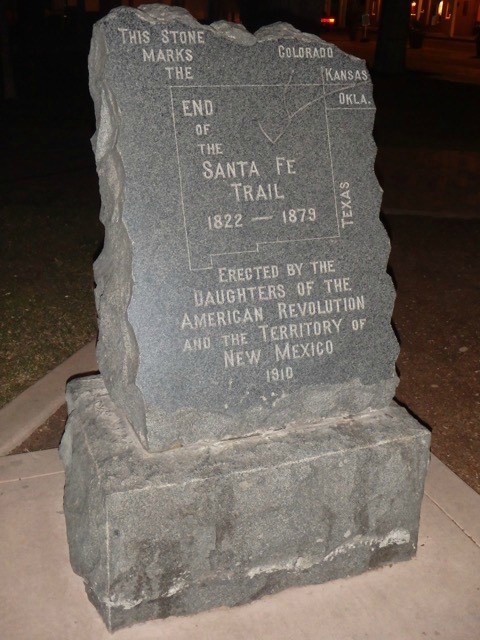 THIS STONE
MARKS
THE
COLORADO
KANSAS
OKLA.
END
OF
THE
SANTA FE
TRAIL
1822 — 1879
TEXAS
ERECTED BY THE
DAUGHTERS OF THE
AMERICAN REVOLUTION
AND THE TERRITORY OF
NEW MEXICO
1910